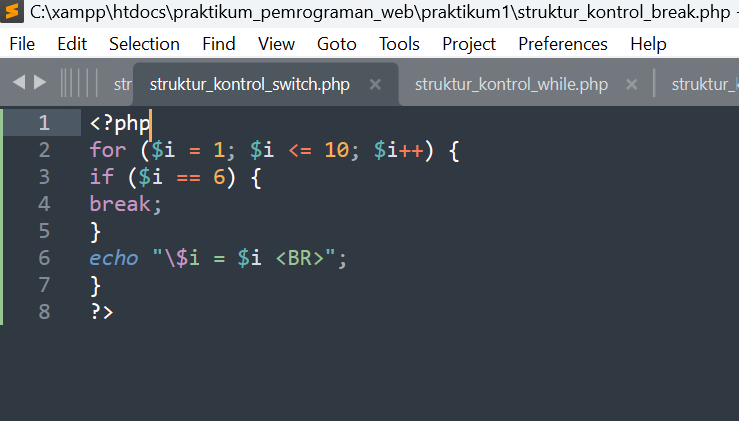 C:\xampp\htdocs\praktikum_pemrograman_web\praktikum1\struktur_kontrol_break.php -
File Edit Selection Find View Goto Tools Project Preferences Help
str struktur_kontrol_switch.php × struktur_kontrol_while.php × struktur_
1 <?php
2 for ($i = 1; $i <= 10; $i++) {
3 if ($i == 6) {
4 break;
5 }
6 echo "\$i = $i <BR>";
7 }
8 ?>